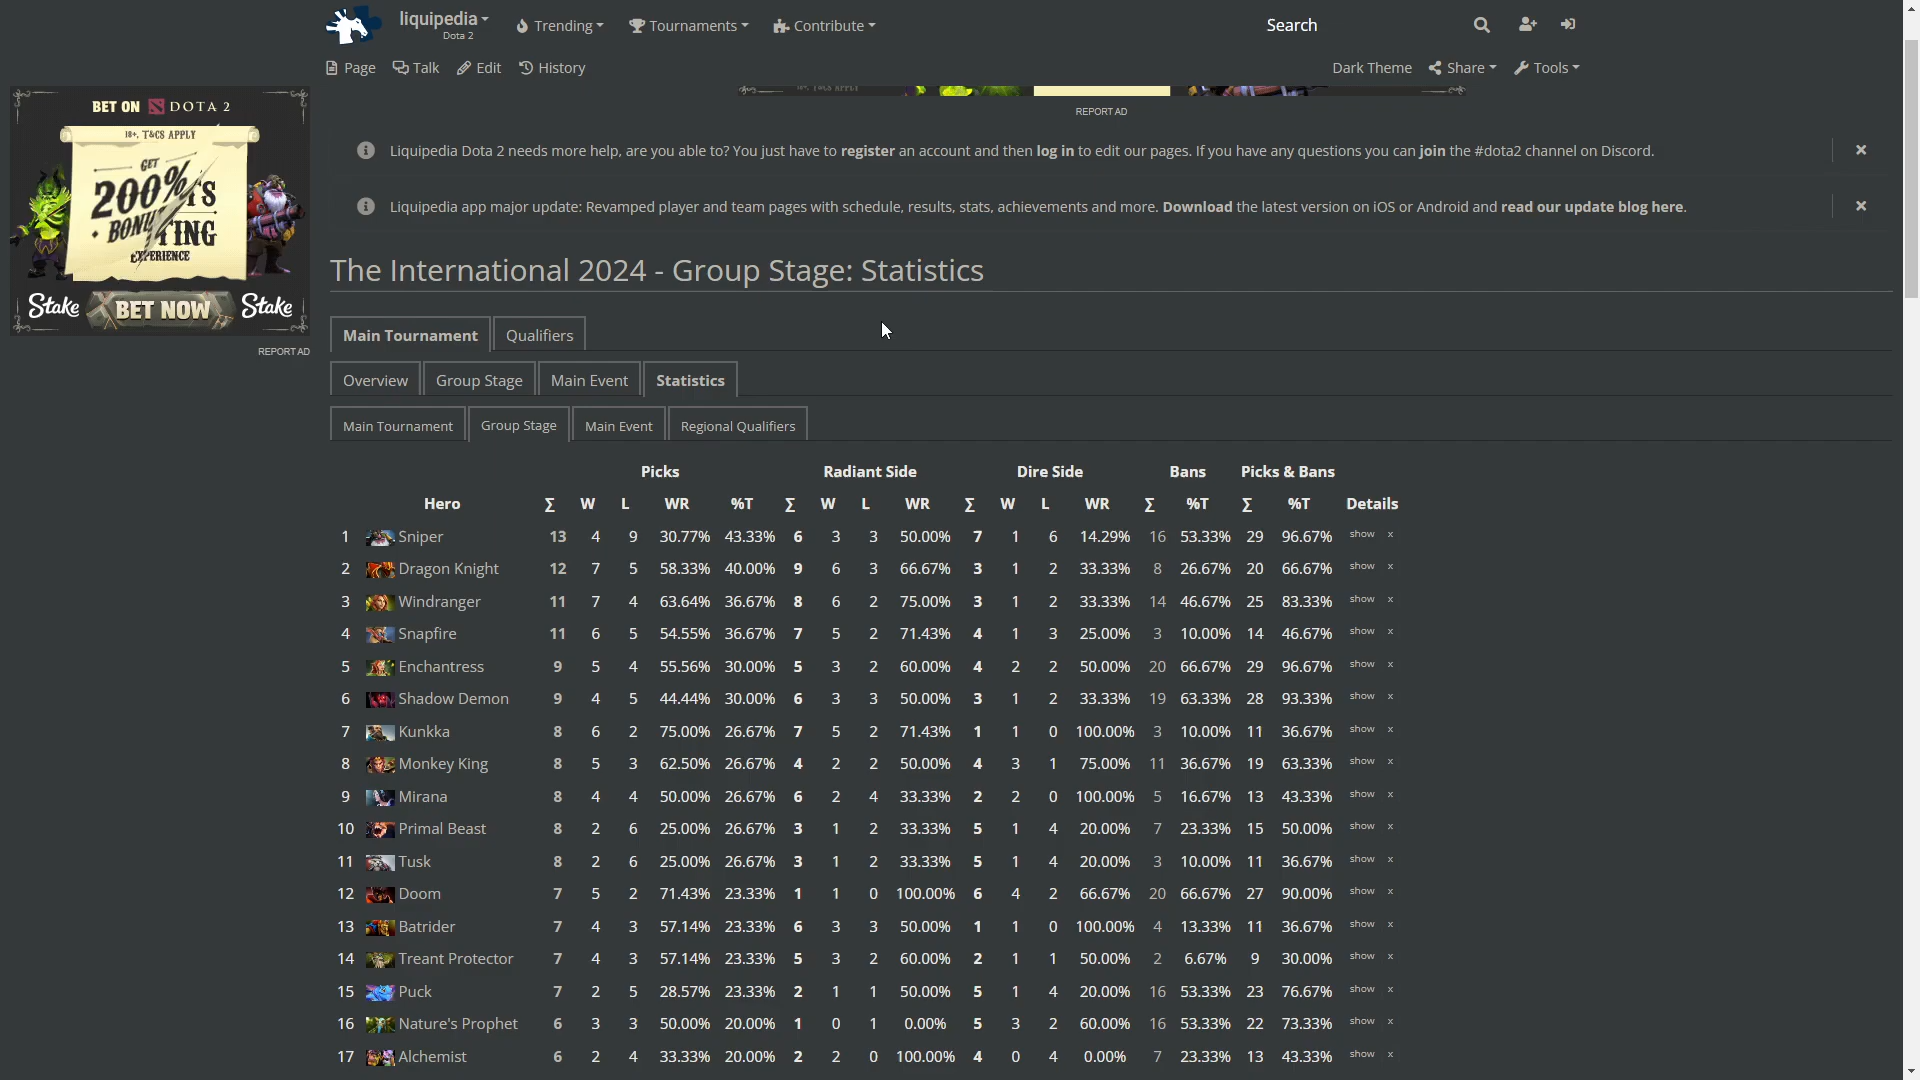 liquipedia
Dota 2
Trending
Tournaments
Contribute
Search
Page
Talk
Edit
History
Dark Theme
Share
Tools
BET ON DOTA 2
18+. T&CS APPLY
GET
200%
BONU
EXPERIENCE
Stake BET NOW Stake
REPORT AD
REPORT AD
Liquipedia Dota 2 needs more help, are you able to? You just have to register an account and then log in to edit our pages. If you have any questions you can join the #dota2 channel on Discord.
Liquipedia app major update: Revamped player and team pages with schedule, results, stats, achievements and more. Download the latest version on iOS or Android and read our update blog here.
The International 2024 - Group Stage: Statistics
Main Tournament Qualifiers
Overview Group Stage Main Event Statistics
Main Tournament Group Stage Main Event Regional Qualifiers
Picks Radiant Side Dire Side Bans Picks & Bans
Hero ∑ W L WR %T ∑ W L WR ∑ W L WR ∑ %T ∑ %T Details
1 Sniper 13 4 9 30.77% 43.33% 6 3 3 50.00% 7 1 6 14.29% 16 53.33% 29 96.67% show x
2 Dragon Knight 12 7 5 58.33% 40.00% 9 6 3 66.67% 3 1 2 33.33% 8 26.67% 20 66.67% show x
3 Windranger 11 7 4 63.64% 36.67% 8 6 2 75.00% 3 1 2 33.33% 14 46.67% 25 83.33% show x
4 Snapfire 11 6 5 54.55% 36.67% 7 5 2 71.43% 4 1 3 25.00% 3 10.00% 14 46.67% show x
5 Enchantress 9 5 4 55.56% 30.00% 5 3 2 60.00% 4 2 2 50.00% 20 66.67% 29 96.67% show x
6 Shadow Demon 9 4 5 44.44% 30.00% 6 3 3 50.00% 3 1 2 33.33% 19 63.33% 28 93.33% show x
7 Kunkka 8 6 2 75.00% 26.67% 7 5 2 71.43% 1 1 0 100.00% 3 10.00% 11 36.67% show x
8 Monkey King 8 5 3 62.50% 26.67% 4 2 2 50.00% 4 3 1 75.00% 11 36.67% 19 63.33% show x
9 Mirana 8 4 4 50.00% 26.67% 6 2 4 33.33% 2 2 0 100.00% 5 16.67% 13 43.33% show x
10 Primal Beast 8 2 6 25.00% 26.67% 3 1 2 33.33% 5 1 4 20.00% 7 23.33% 15 50.00% show x
11 Tusk 8 2 6 25.00% 26.67% 3 1 2 33.33% 5 1 4 20.00% 3 10.00% 11 36.67% show x
12 Doom 7 5 2 71.43% 23.33% 1 1 0 100.00% 6 4 2 66.67% 20 66.67% 27 90.00% show x
13 Batrider 7 4 3 57.14% 23.33% 6 3 3 50.00% 1 1 0 100.00% 4 13.33% 11 36.67% show x
14 Treant Protector 7 4 3 57.14% 23.33% 5 3 2 60.00% 2 1 1 50.00% 2 6.67% 9 30.00% show x
15 Puck 7 2 5 28.57% 23.33% 2 1 1 50.00% 5 1 4 20.00% 16 53.33% 23 76.67% show x
16 Nature's Prophet 6 3 3 50.00% 20.00% 1 0 1 0.00% 5 3 2 60.00% 16 53.33% 22 73.33% show x
17 Alchemist 6 2 4 33.33% 20.00% 2 2 0 100.00% 4 0 4 0.00% 7 23.33% 13 43.33% show x